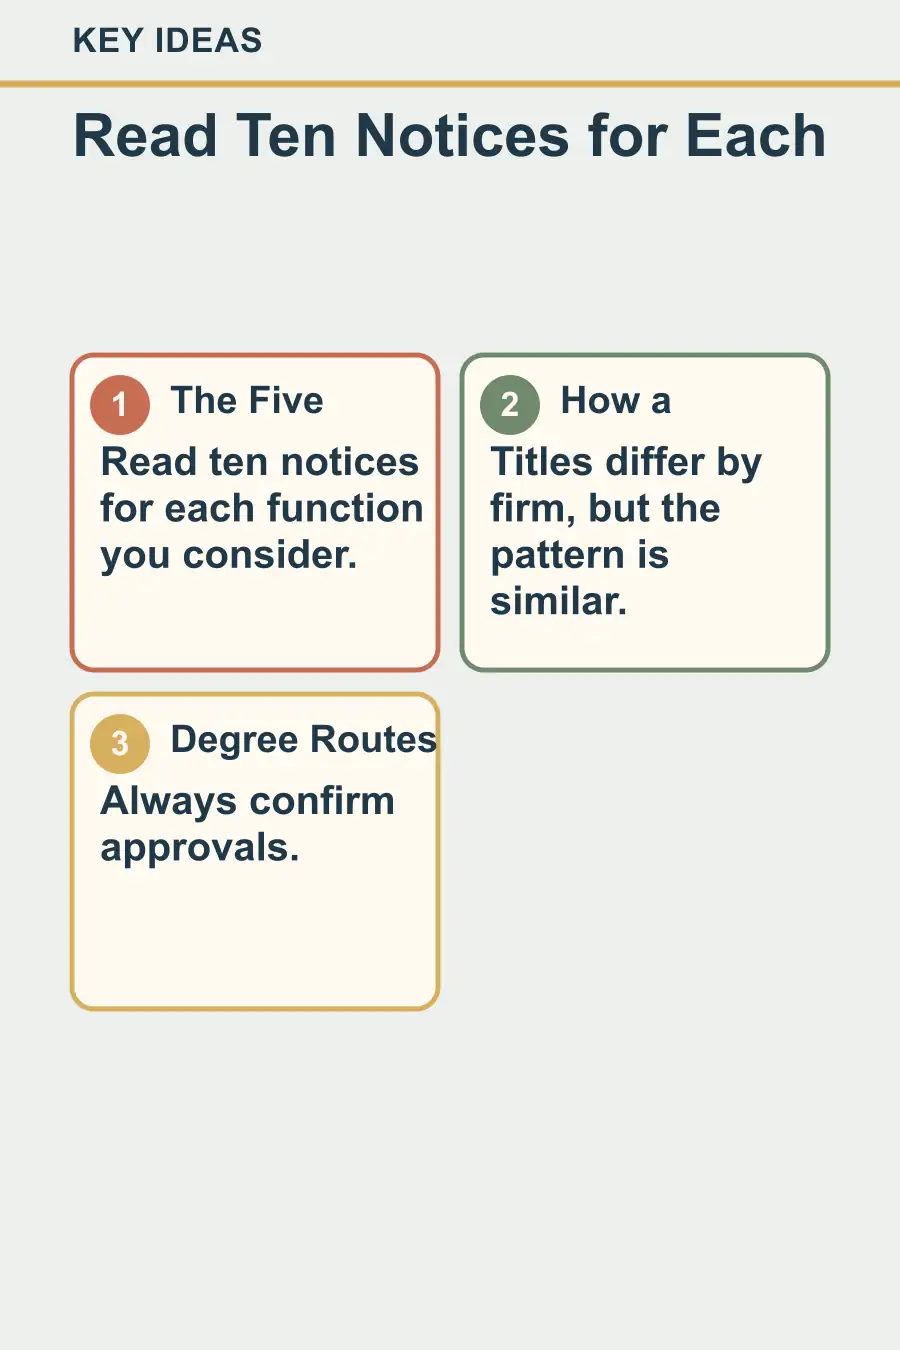 KEY IDEAS
Read Ten Notices for Each
1 The Five
Read ten notices
for each function
you consider.
2 How a
Titles differ by
firm, but the
pattern is
similar.
3 Degree Routes
Always confirm
approvals.